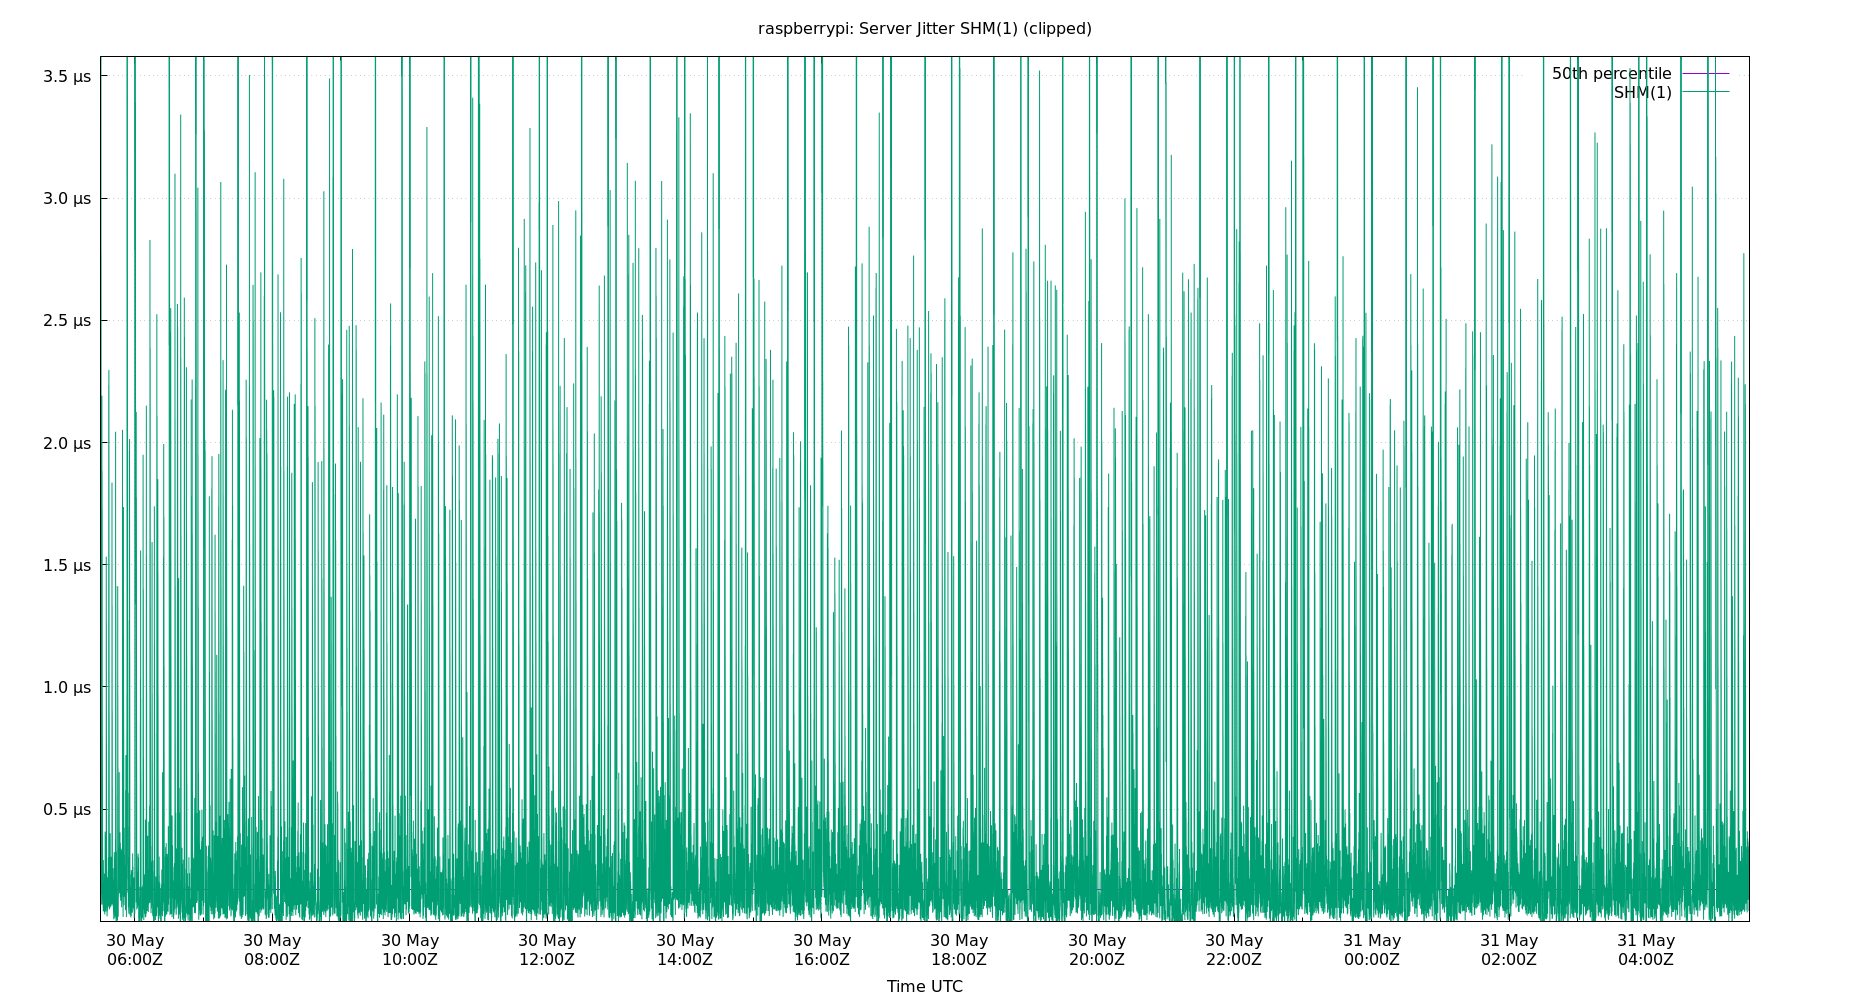 raspberrypi: Server Jitter SHM(1) (clipped)
50th percentile
SHM(1)
3.5 µs
3.0 µs
2.5 µs
2.0 µs
1.5 µs
1.0 µs
0.5 µs
30 May 30 May 30 May 30 May 30 May 30 May 30 May 30 May 30 May 31 May 31 May 31 May
06:00Z 08:00Z 10:00Z 12:00Z 14:00Z 16:00Z 18:00Z 20:00Z 22:00Z 00:00Z 02:00Z 04:00Z
Time UTC